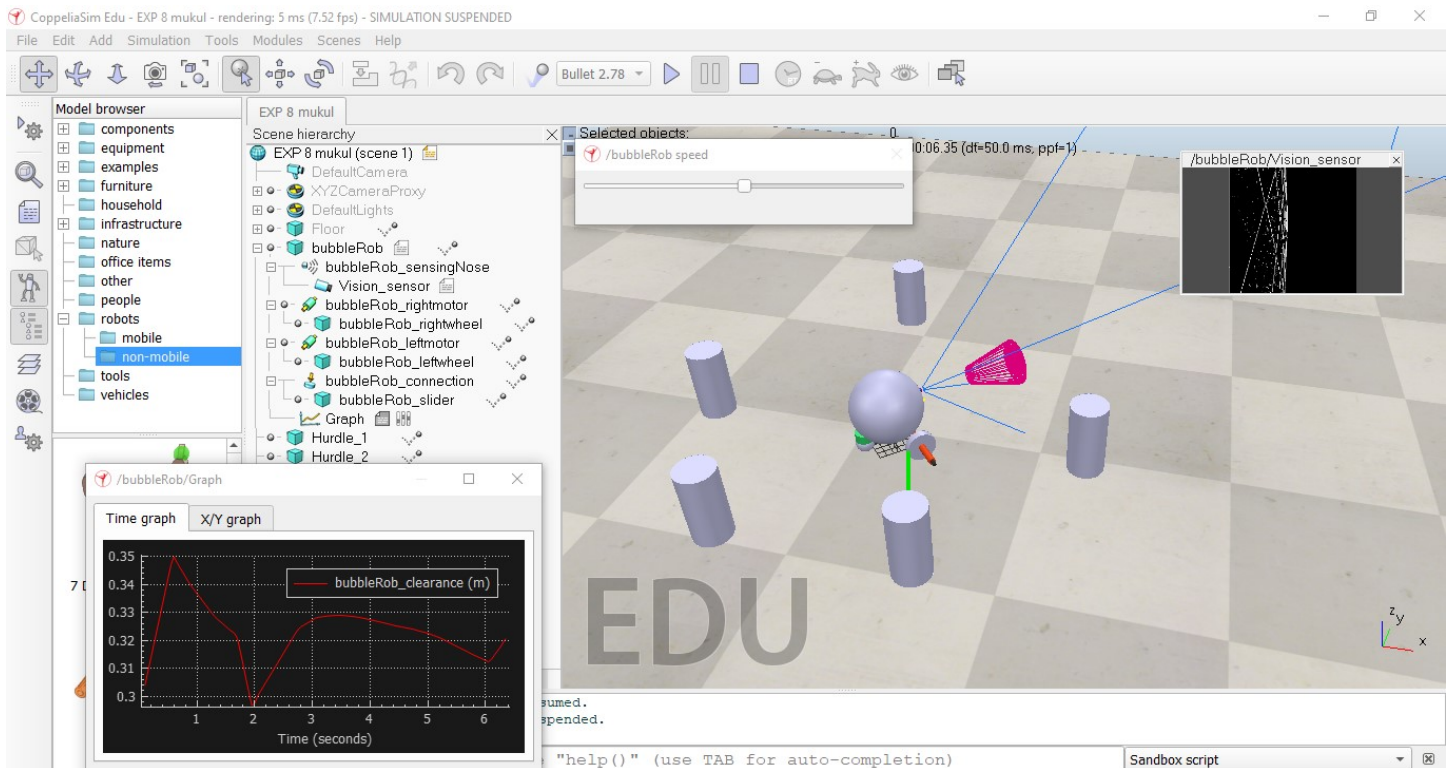 CoppeliaSim Edu - EXP 8 mukul - rendering: 5 ms (7.52 fps) - SIMULATION SUSPENDED
File Edit Add Simulation Tools Modules Scenes Help
Bullet 2.78
Model browser
components
equipment
examples
furniture
household
infrastructure
nature
office items
other
people
robots
mobile
non-mobile
tools
vehicles
EXP 8 mukul
Scene hierarchy
EXP 8 mukul (scene 1)
DefaultCamera
XYZCameraProxy
DefaultLights
Floor
bubbleRob
bubbleRob_sensingNose
Vision_sensor
bubbleRob_rightmotor
bubbleRob_rightwheel
bubbleRob_leftmotor
bubbleRob_leftwheel
bubbleRob_connection
bubbleRob_slider
Graph
Hurdle_1
Hurdle_2
Selected objects: 0
0:06.35 (dt=50.0 ms, ppf=1)
/bubbleRob speed
/bubbleRob/Vision_sensor
EDU
z
y
x
7 D
/bubbleRob/Graph
Time graph X/Y graph
bubbleRob_clearance (m)
0.35
0.34
0.33
0.32
0.31
0.3
1 2 3 4 5 6
Time (seconds)
sumed.
spended.
"help()" (use TAB for auto-completion)
Sandbox script